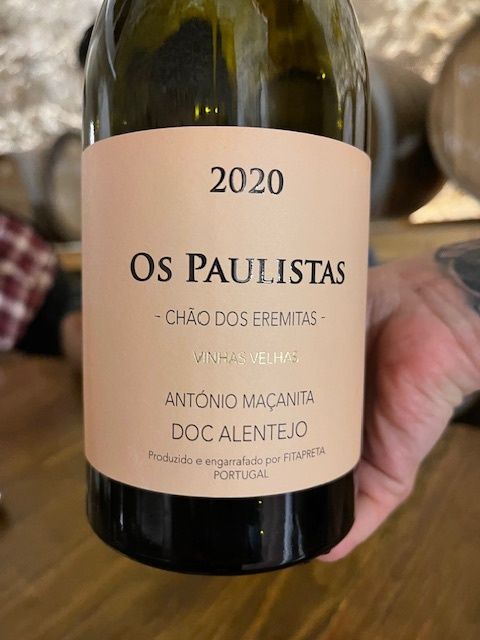 2020
OS PAULISTAS
- CHÃO DOS EREMITAS -
VINHAS VELHAS
ANTÓNIO MAÇANITA
DOC ALENTEJO
Produzido e engarrafado por FITAPRETA
PORTUGAL